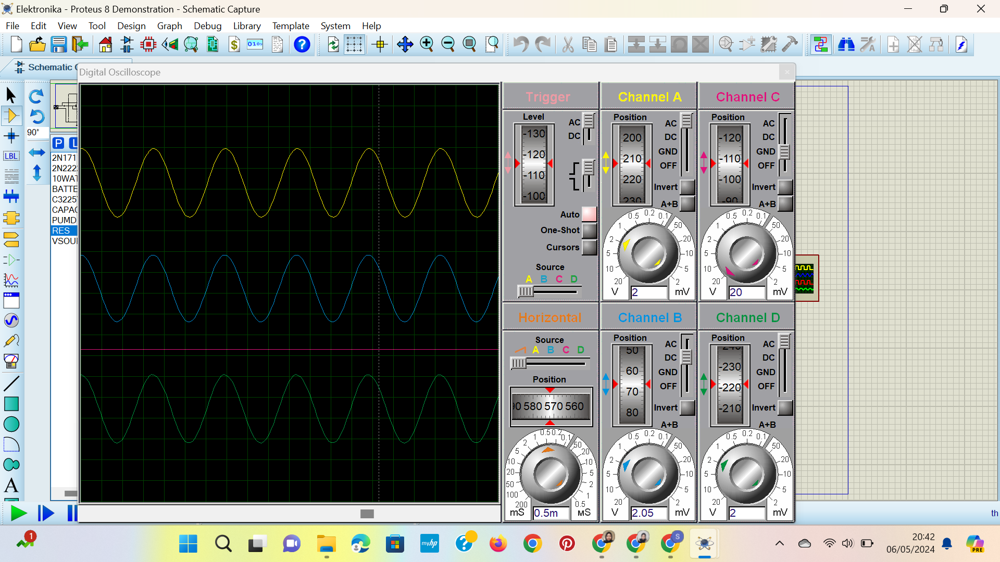 Elektronika - Proteus 8 Demonstration - Schematic Capture
File Edit View Tool Design Graph Debug Library Template System Help
Schematic C
Digital Oscilloscope
90°
LBL
P L
2N171
2N222
10WAT
BATTE
C3225
CAPAC
PUMD
RES
VSOU
A
Trigger
Level
-130
-120
-110
-100
AC
DC
Auto
One-Shot
Cursors
Source
A B C D
Channel A
Position
200
210
220
230
AC
DC
GND
OFF
Invert
A+B
20 10 5 2 1 0.5 0.2 0.1 50 20 10 5 2
V 2 mV
Channel C
Position
-120
-110
-100
-90
AC
DC
GND
OFF
Invert
A+B
20 10 5 2 1 0.5 0.2 0.1 50 20 10 5 2
V 20 mV
Horizontal
Source
A B C D
Position
90 580 570 560
200 100 50 20 10 5 2 1 0.5 0.2 0.1 50 20 10 5 2 1 0.5
mS 0.5m мS
Channel B
Position
50
60
70
80
AC
DC
GND
OFF
Invert
A+B
20 10 5 2 1 0.5 0.2 0.1 50 20 10 5 2
V 2.05 mV
Channel D
Position
-240
-230
-220
-210
AC
DC
GND
OFF
Invert
A+B
20 10 5 2 1 0.5 0.2 0.1 50 20 10 5 2
V 2 mV
th
1
myhp
S
20:42
06/05/2024
PRE